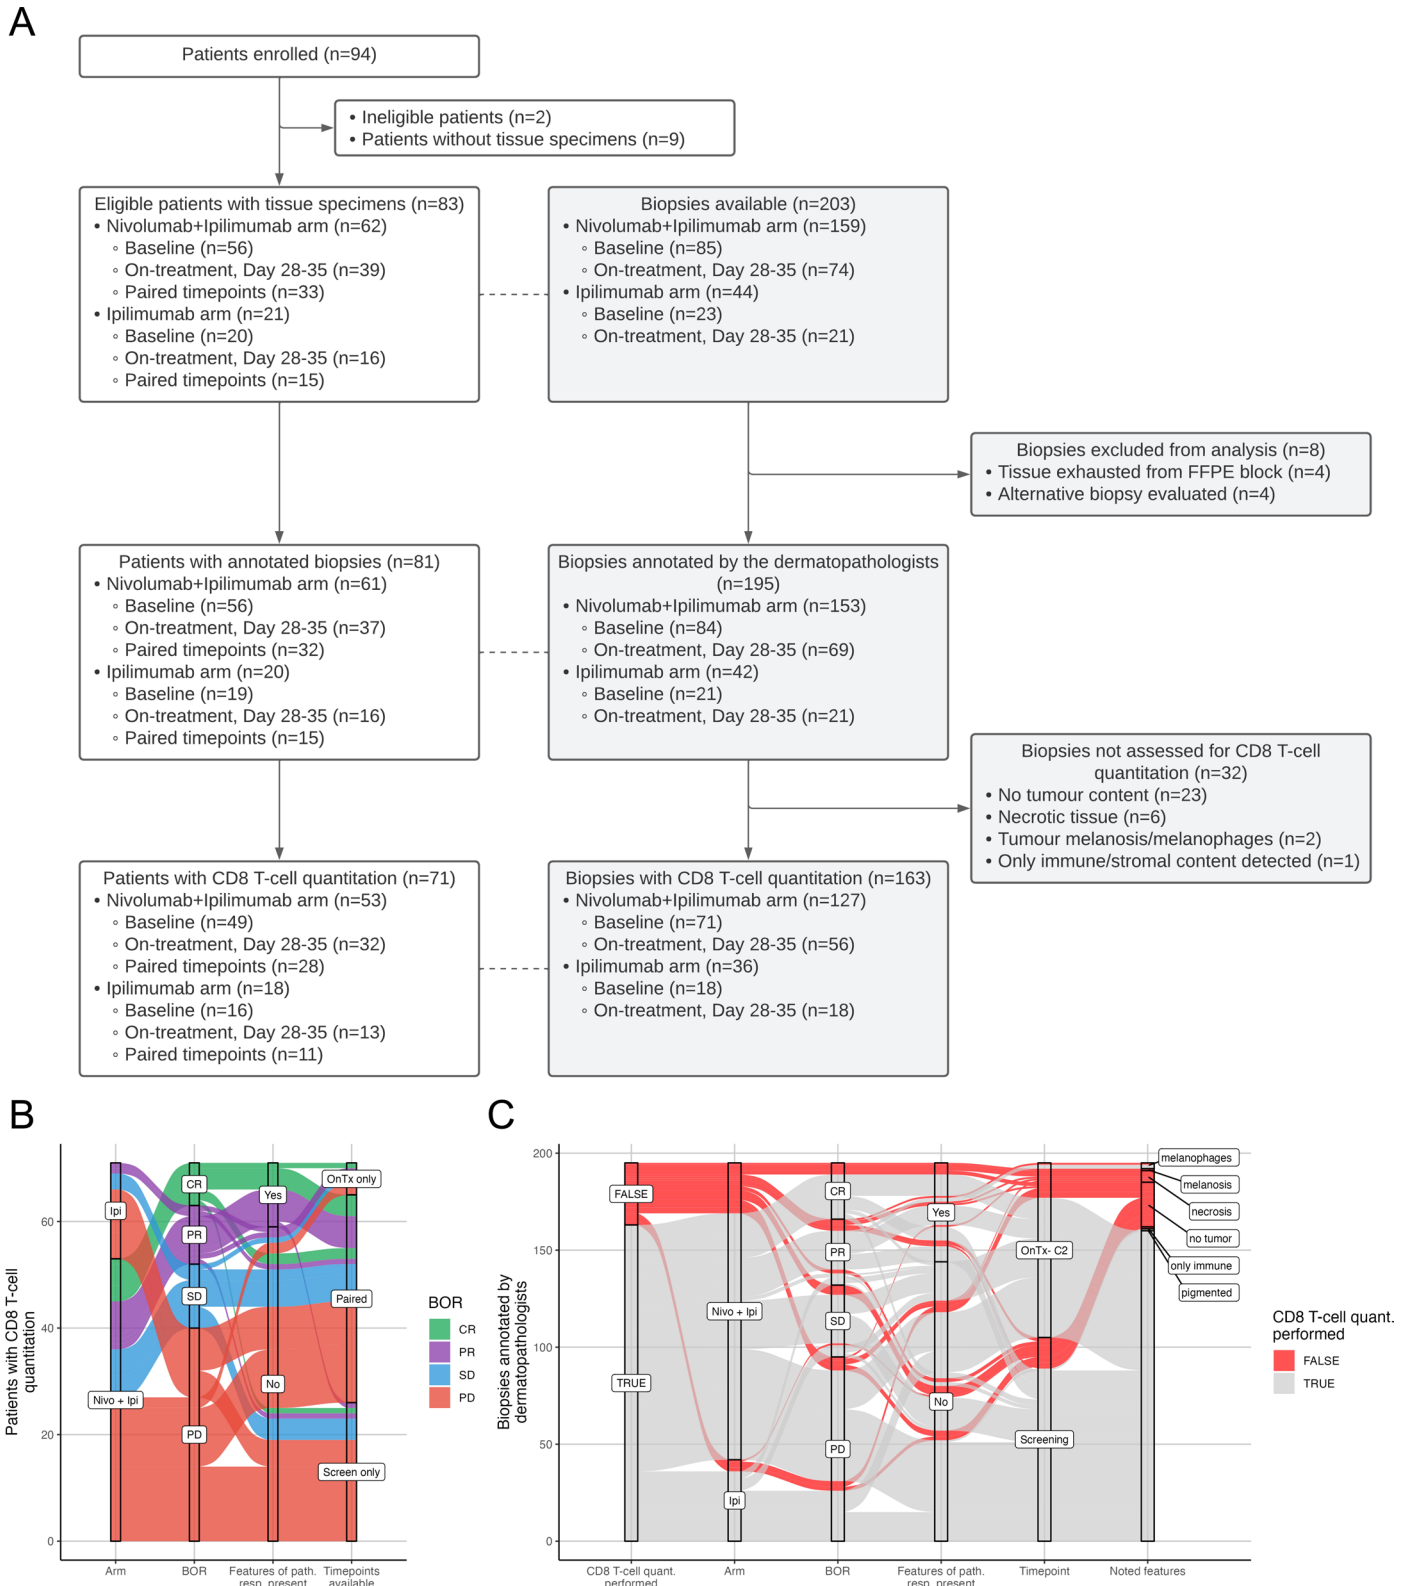 A
Patients enrolled (n=94)
• Ineligible patients (n=2)
• Patients without tissue specimens (n=9)
Eligible patients with tissue specimens (n=83)
• Nivolumab+Ipilimumab arm (n=62)
◦ Baseline (n=56)
◦ On-treatment, Day 28-35 (n=39)
◦ Paired timepoints (n=33)
• Ipilimumab arm (n=21)
◦ Baseline (n=20)
◦ On-treatment, Day 28-35 (n=16)
◦ Paired timepoints (n=15)
Biopsies available (n=203)
• Nivolumab+Ipilimumab arm (n=159)
◦ Baseline (n=85)
◦ On-treatment, Day 28-35 (n=74)
• Ipilimumab arm (n=44)
◦ Baseline (n=23)
◦ On-treatment, Day 28-35 (n=21)
Biopsies excluded from analysis (n=8)
• Tissue exhausted from FFPE block (n=4)
• Alternative biopsy evaluated (n=4)
Patients with annotated biopsies (n=81)
• Nivolumab+Ipilimumab arm (n=61)
◦ Baseline (n=56)
◦ On-treatment, Day 28-35 (n=37)
◦ Paired timepoints (n=32)
• Ipilimumab arm (n=20)
◦ Baseline (n=19)
◦ On-treatment, Day 28-35 (n=16)
◦ Paired timepoints (n=15)
Biopsies annotated by the dermatopathologists
(n=195)
• Nivolumab+Ipilimumab arm (n=153)
◦ Baseline (n=84)
◦ On-treatment, Day 28-35 (n=69)
• Ipilimumab arm (n=42)
◦ Baseline (n=21)
◦ On-treatment, Day 28-35 (n=21)
Biopsies not assessed for CD8 T-cell
quantitation (n=32)
• No tumour content (n=23)
• Necrotic tissue (n=6)
• Tumour melanosis/melanophages (n=2)
• Only immune/stromal content detected (n=1)
Patients with CD8 T-cell quantitation (n=71)
• Nivolumab+Ipilimumab arm (n=53)
◦ Baseline (n=49)
◦ On-treatment, Day 28-35 (n=32)
◦ Paired timepoints (n=28)
• Ipilimumab arm (n=18)
◦ Baseline (n=16)
◦ On-treatment, Day 28-35 (n=13)
◦ Paired timepoints (n=11)
Biopsies with CD8 T-cell quantitation (n=163)
• Nivolumab+Ipilimumab arm (n=127)
◦ Baseline (n=71)
◦ On-treatment, Day 28-35 (n=56)
• Ipilimumab arm (n=36)
◦ Baseline (n=18)
◦ On-treatment, Day 28-35 (n=18)
B
Patients with CD8 T-cell
quantitation
60
40
20
0
Ipi
Nivo + Ipi
CR
PR
SD
PD
Yes
No
OnTx only
Paired
Screen only
Arm
BOR
Features of path.
resp. present
Timepoints
available
BOR
CR
PR
SD
PD
C
Biopsies annotated by
dermatopathologists
200
150
100
50
0
FALSE
TRUE
Nivo + Ipi
Ipi
CR
PR
SD
PD
Yes
No
OnTx- C2
Screening
melanophages
melanosis
necrosis
no tumor
only immune
pigmented
CD8 T-cell quant.
performed
Arm
BOR
Features of path.
resp. present
Timepoint
Noted features
CD8 T-cell quant.
performed
FALSE
TRUE